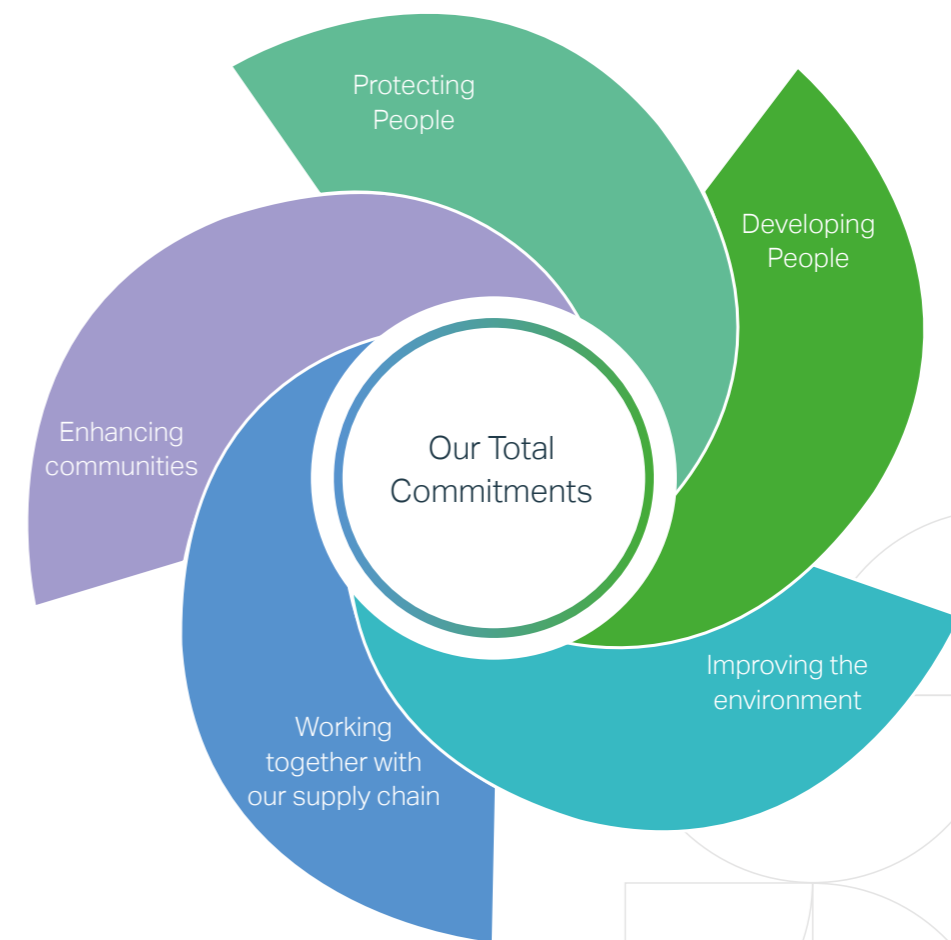 Protecting
People
Developing
People
Enhancing
communities
Our Total
Commitments
Improving the
environment
Working
together with
our supply chain